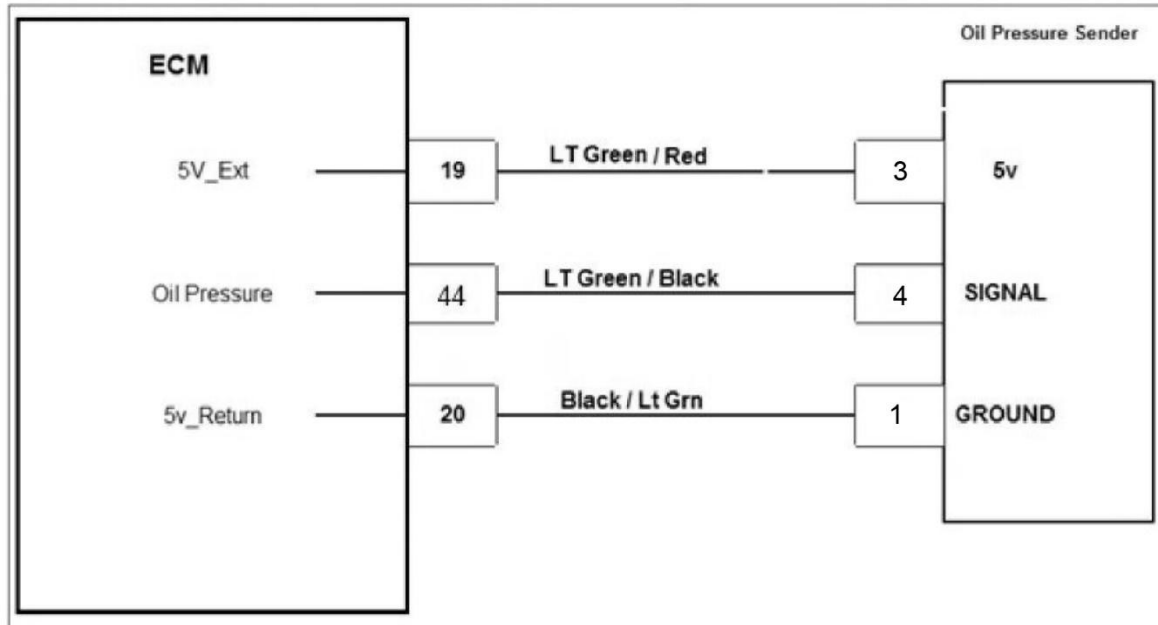 Oil Pressure Sender
ECM
5V_Ext
19
LT Green / Red
3
5v
Oil Pressure
44
LT Green / Black
4
SIGNAL
5v_Return
20
Black / Lt Grn
1
GROUND